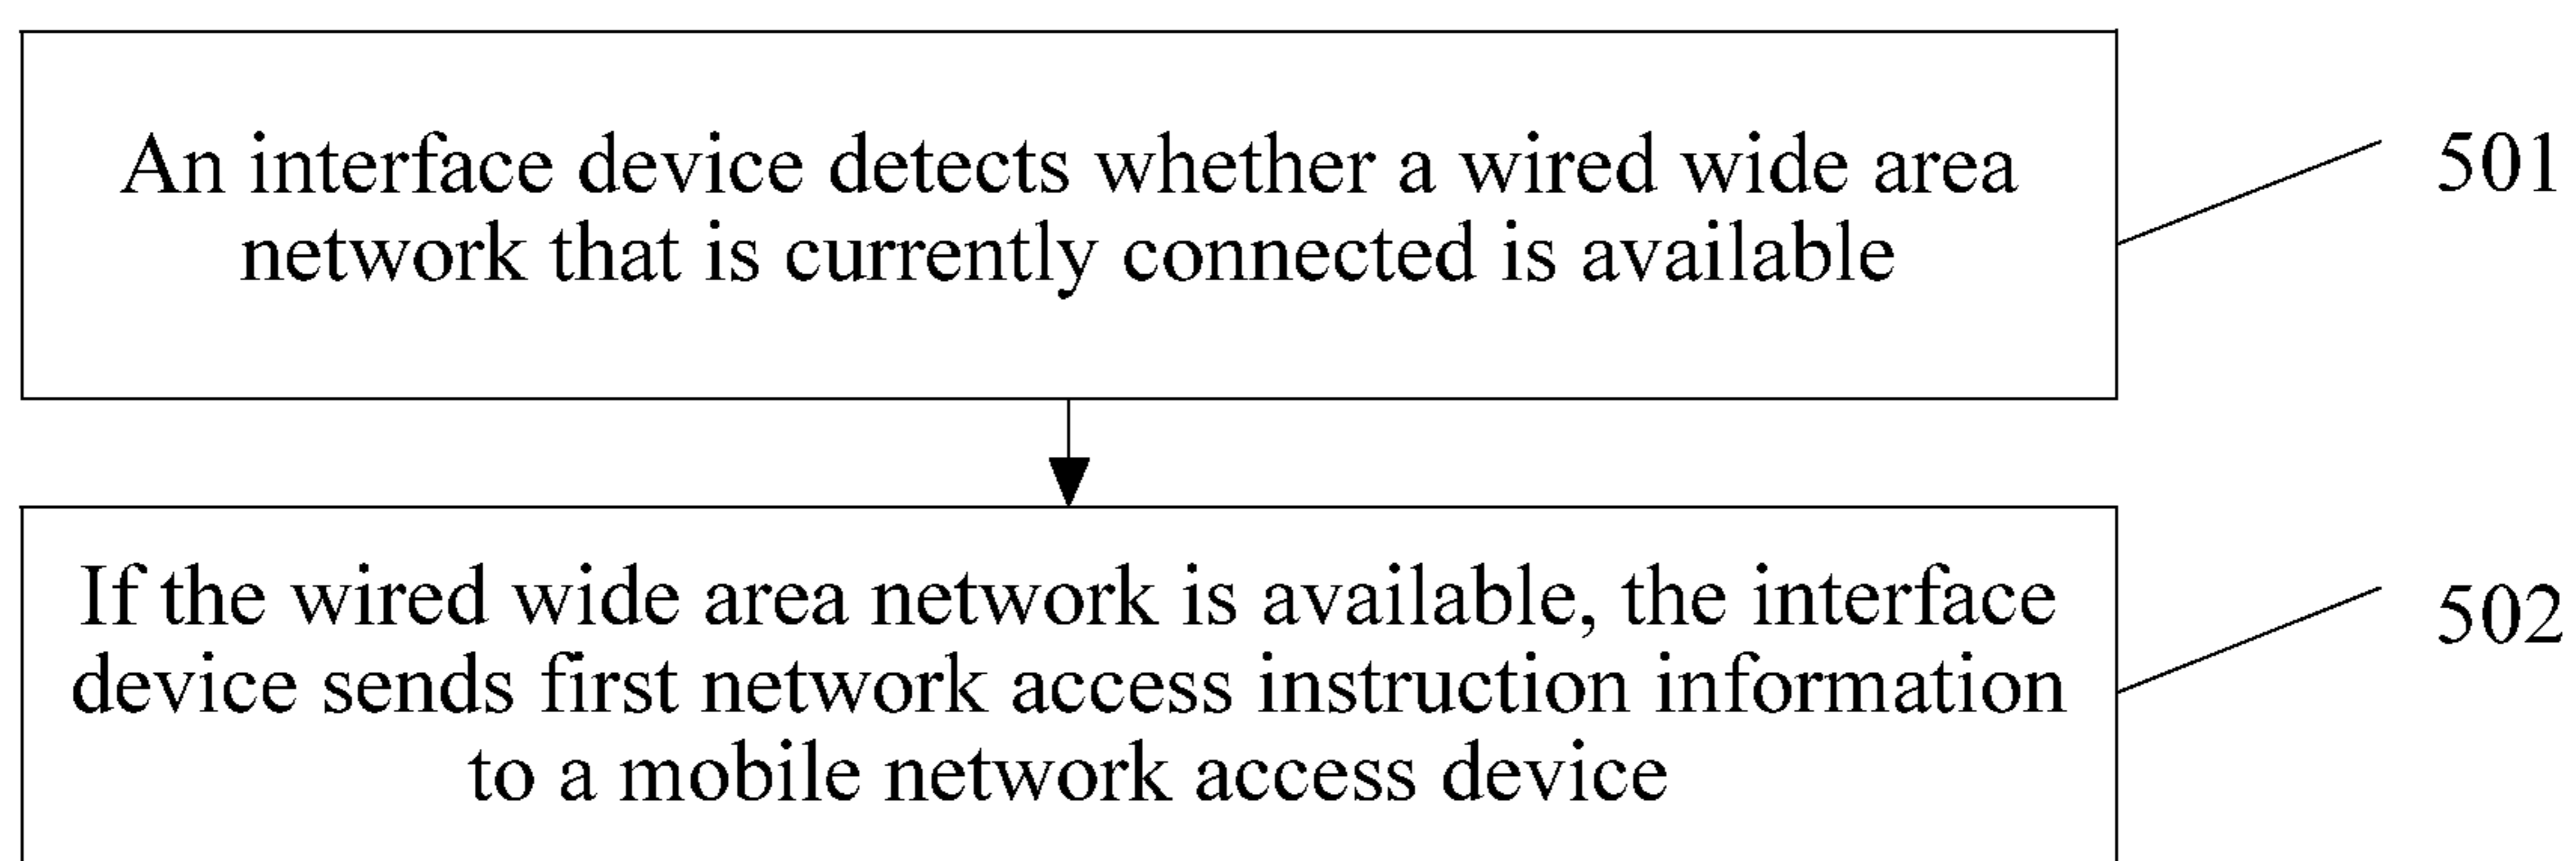 An interface device detects whether a wired wide area
network that is currently connected is available
501
If the wired wide area network is available, the interface
device sends first network access instruction information
to a mobile network access device
502